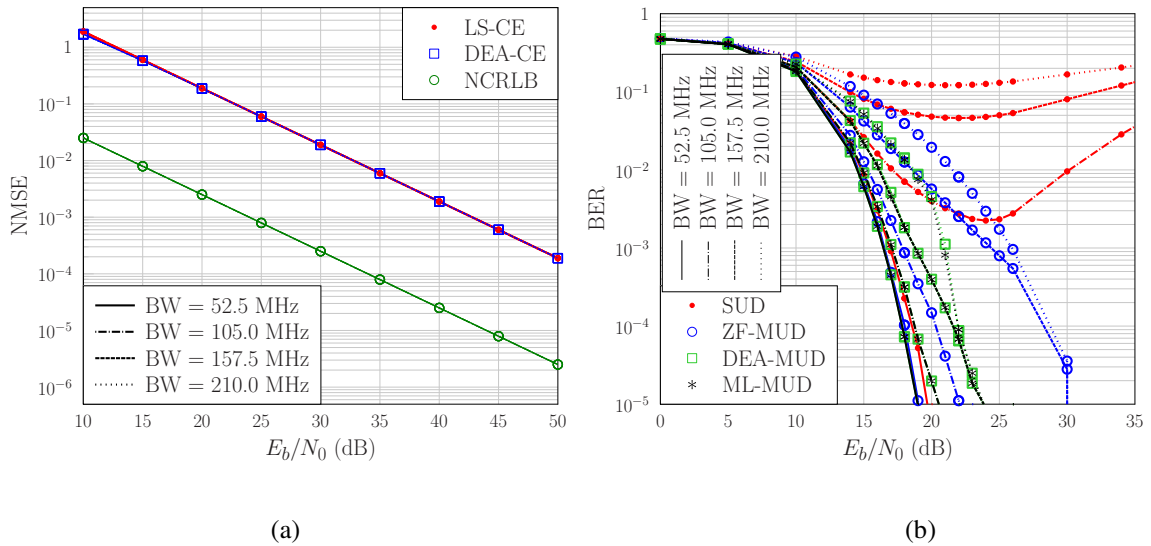 LS-CE
DEA-CE
NCRLB
1
10^-1
10^-2
10^-3
10^-4
10^-5
10^-6
NMSE
BW = 52.5 MHz
BW = 105.0 MHz
BW = 157.5 MHz
BW = 210.0 MHz
10 15 20 25 30 35 40 45 50
E_b/N_0 (dB)
(a)
1
10^-1
10^-2
10^-3
10^-4
10^-5
BER
BW = 52.5 MHz
BW = 105.0 MHz
BW = 157.5 MHz
BW = 210.0 MHz
SUD
ZF-MUD
DEA-MUD
ML-MUD
0 5 10 15 20 25 30 35
E_b/N_0 (dB)
(b)